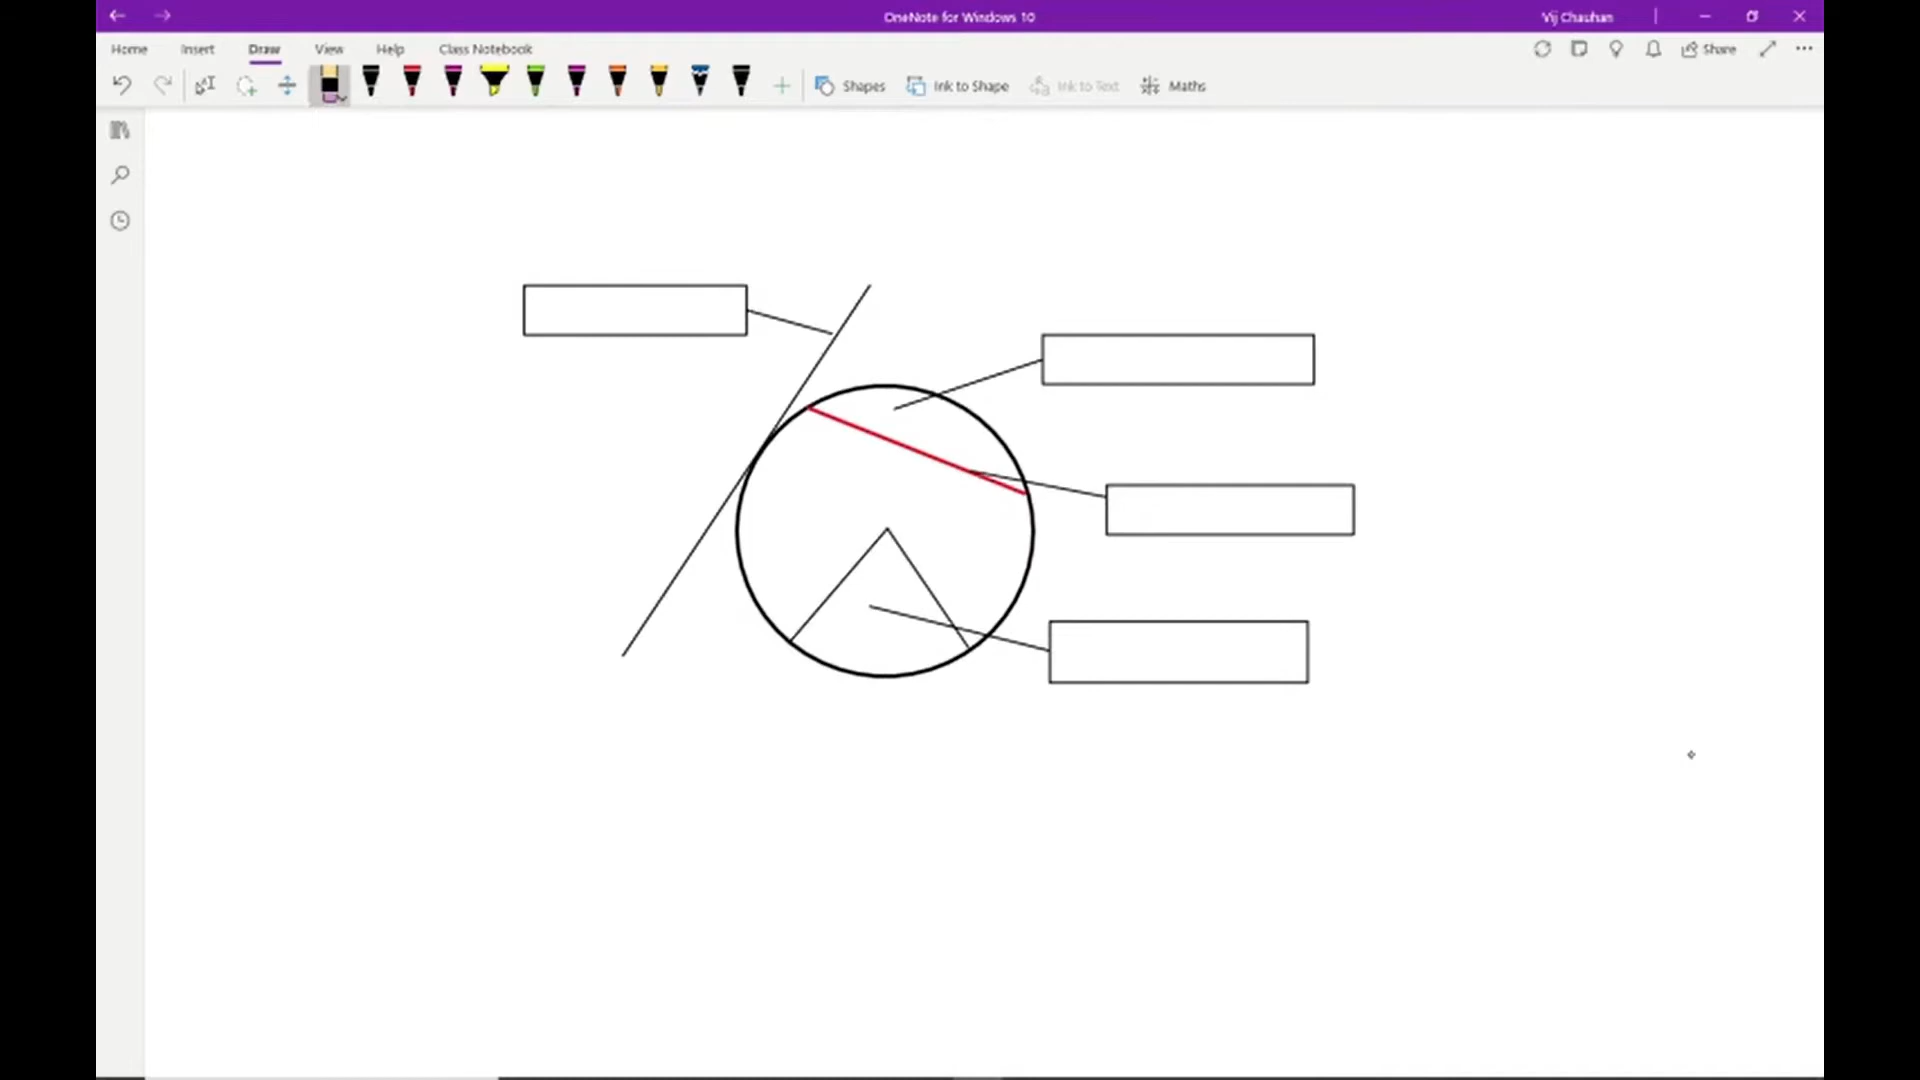 OneNote for Windows 10
Vij Chauhan
Home Insert Draw View Help Class Notebook
Share
Shapes Ink to Shape Ink to Text Maths